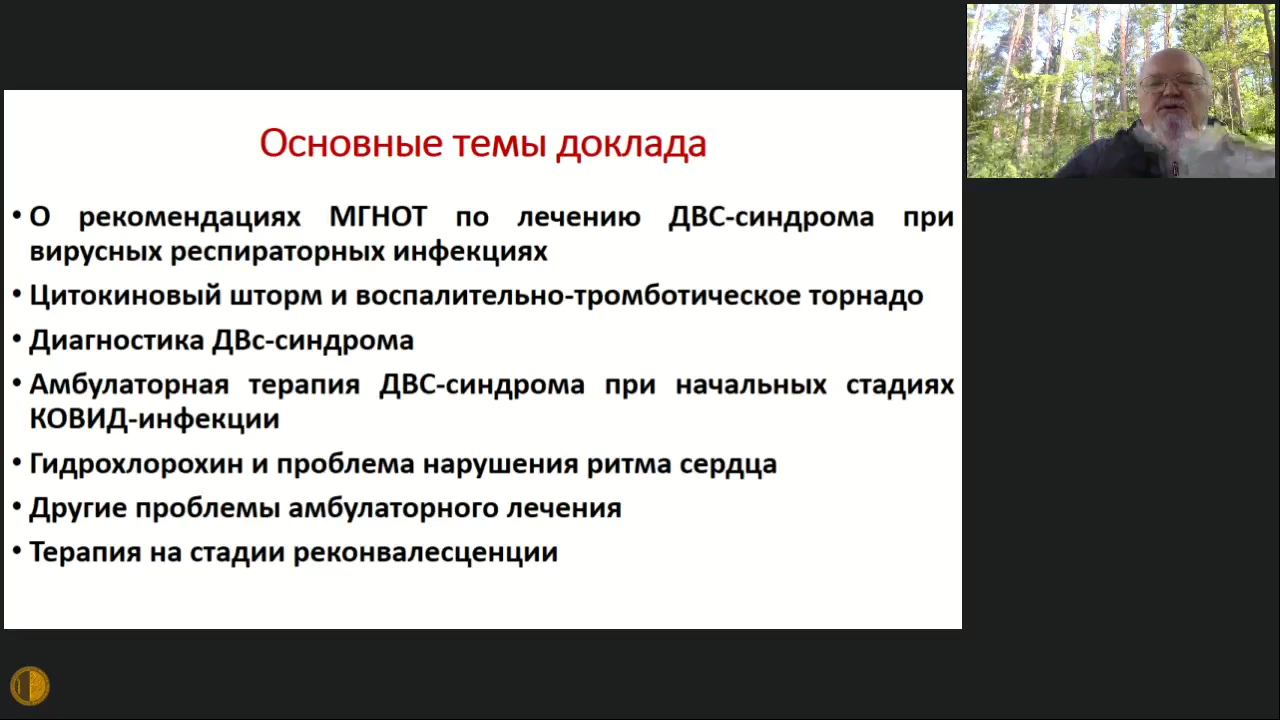 Основные темы доклада
• О рекомендациях МГНОТ по лечению ДВС-синдрома при
вирусных респираторных инфекциях
• Цитокиновый шторм и воспалительно-тромботическое торнадо
• Диагностика ДВс-синдрома
• Амбулаторная терапия ДВС-синдрома при начальных стадиях
КОВИД-инфекции
• Гидрохлорохин и проблема нарушения ритма сердца
• Другие проблемы амбулаторного лечения
• Терапия на стадии реконвалесценции